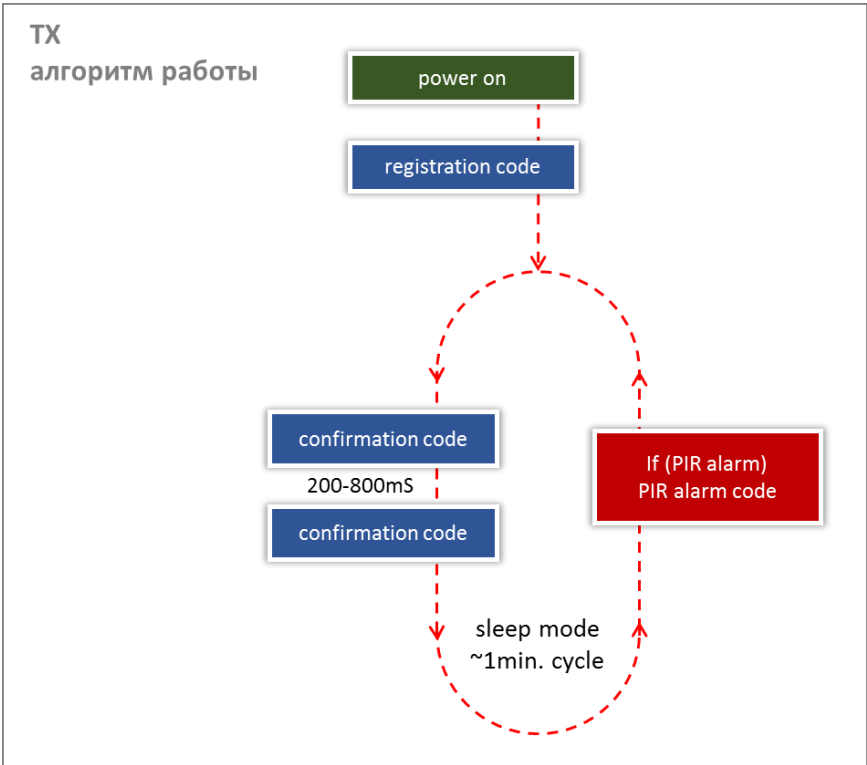 TX
алгоритм работы
power on
registration code
confirmation code
200-800mS
confirmation code
If (PIR alarm)
PIR alarm code
sleep mode
~1min. cycle